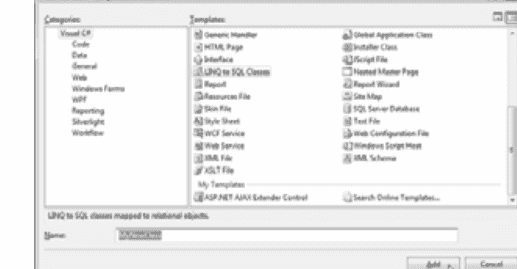 Categories:
Templates:
Visual C#
Code
Data
General
Web
Windows Forms
WPF
Reporting
Silverlight
Workflow
Generic Handler
HTML Page
Interface
LINQ to SQL Classes
Report
Resources File
Skin File
Style Sheet
WCF Service
Web Service
XML File
XSLT File
Global Application Class
Installer Class
JScript File
Nested Master Page
Report Wizard
Site Map
SQL Server Database
Text File
Web Configuration File
Windows Script Host
XML Schema
My Templates
ASP.NET AJAX Extender Control
Search Online Templates...
LINQ to SQL classes mapped to relational objects.
Name:
Add
Cancel